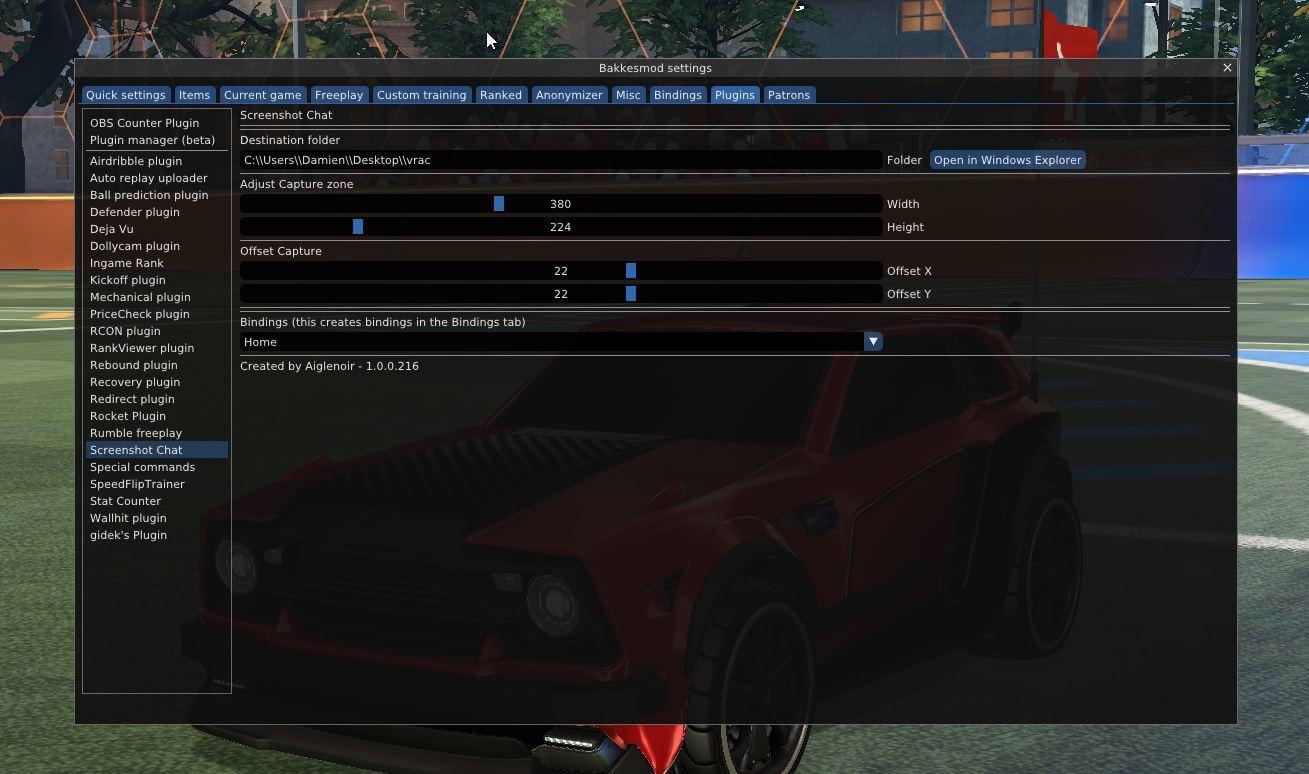 Bakkesmod settings
Quick settings Items Current game Freeplay Custom training Ranked Anonymizer Misc Bindings Plugins Patrons
OBS Counter Plugin
Plugin manager (beta)
Airdribble plugin
Auto replay uploader
Ball prediction plugin
Defender plugin
Deja Vu
Dollycam plugin
Ingame Rank
Kickoff plugin
Mechanical plugin
PriceCheck plugin
RCON plugin
RankViewer plugin
Rebound plugin
Recovery plugin
Redirect plugin
Rocket Plugin
Rumble freeplay
Screenshot Chat
Special commands
SpeedFlipTrainer
Stat Counter
Wallhit plugin
gidek's Plugin
Screenshot Chat
Destination folder
C:\\Users\\Damien\\Desktop\\vrac Folder Open in Windows Explorer
Adjust Capture zone
380 Width
224 Height
Offset Capture
22 Offset X
22 Offset Y
Bindings (this creates bindings in the Bindings tab)
Home
Created by Aiglenoir - 1.0.0.216